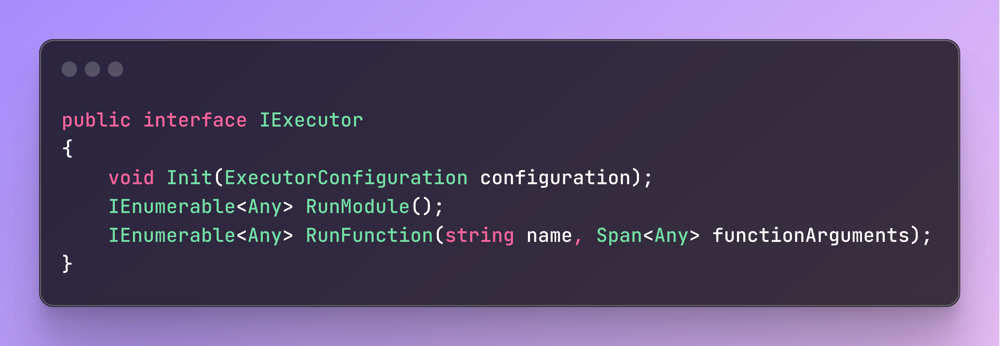 public interface IExecutor
{
    void Init(ExecutorConfiguration configuration);
    IEnumerable<Any> RunModule();
    IEnumerable<Any> RunFunction(string name, Span<Any> functionArguments);
}